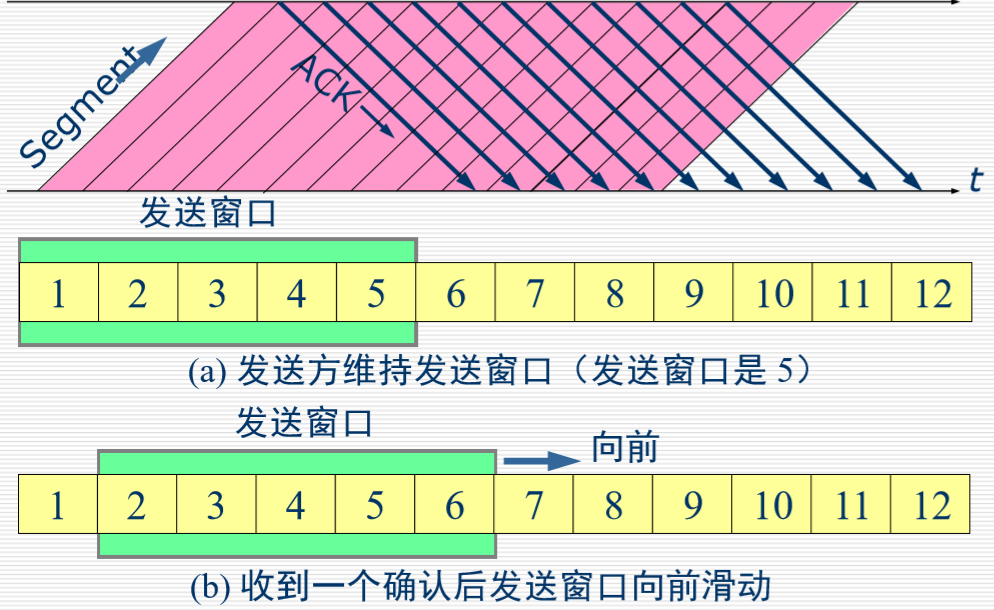 Segment
ACK
t
发送窗口
1 2 3 4 5 6 7 8 9 10 11 12
(a) 发送方维持发送窗口（发送窗口是 5）
发送窗口
向前
1 2 3 4 5 6 7 8 9 10 11 12
(b) 收到一个确认后发送窗口向前滑动